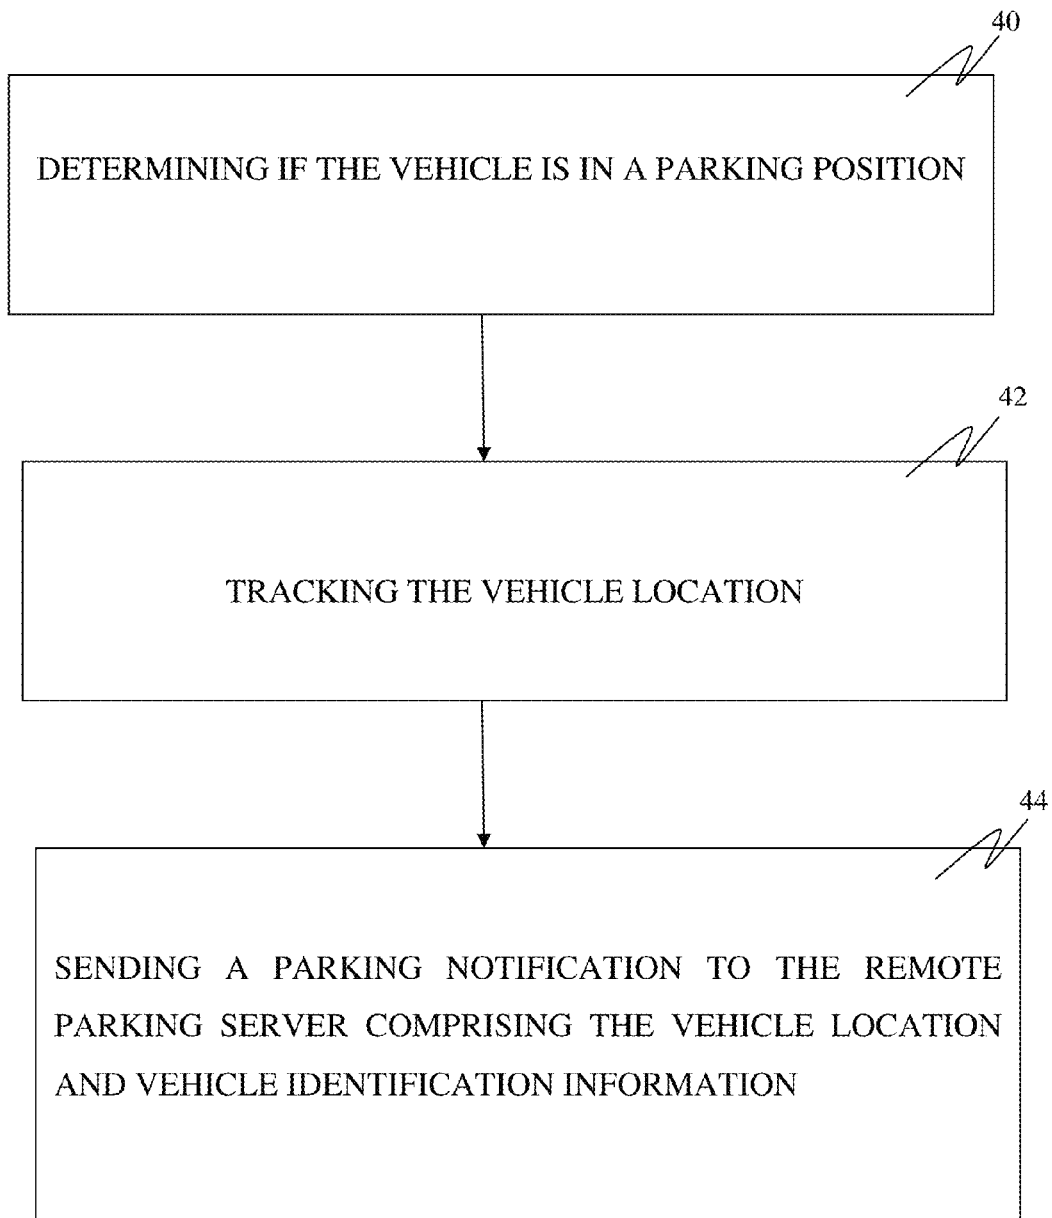 40
DETERMINING IF THE VEHICLE IS IN A PARKING POSITION
42
TRACKING THE VEHICLE LOCATION
44
SENDING A PARKING NOTIFICATION TO THE REMOTE
PARKING SERVER COMPRISING THE VEHICLE LOCATION
AND VEHICLE IDENTIFICATION INFORMATION